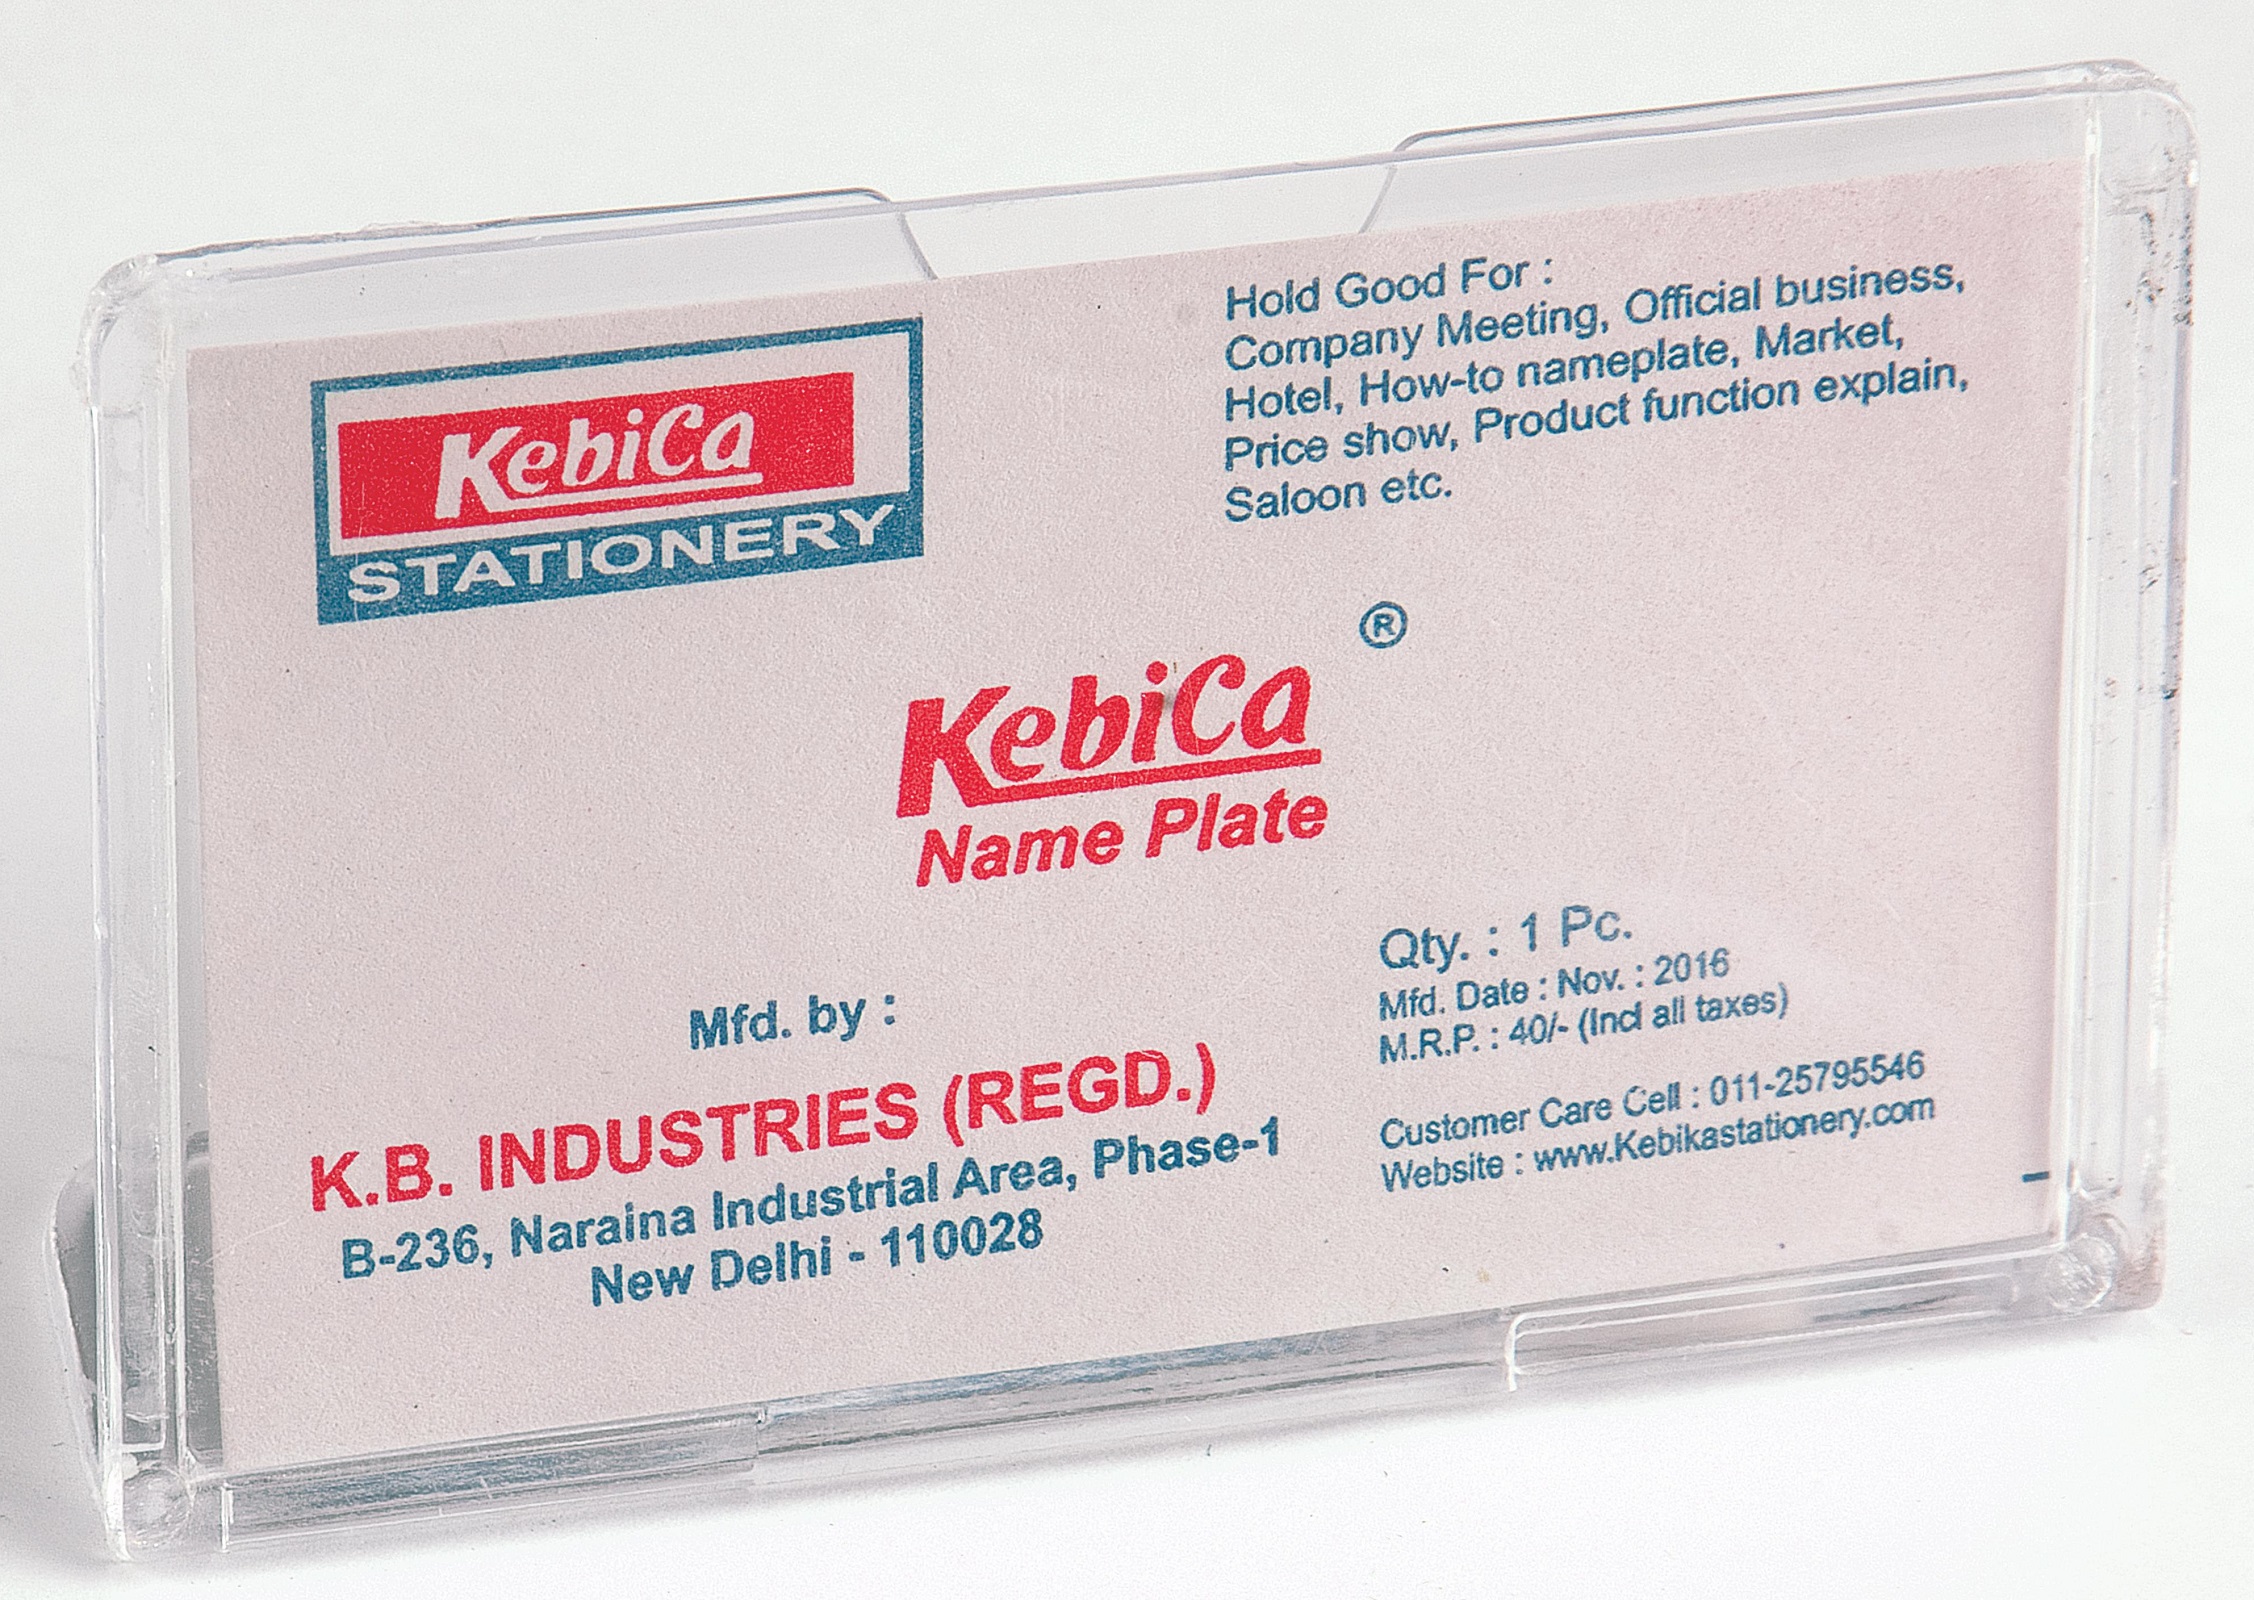 KebiCa
STATIONERY
Hold Good For :
Company Meeting, Official business,
Hotel, How-to nameplate, Market,
Price show, Product function explain,
Saloon etc.
®
KebiCa
Name Plate
Mfd. by :
K.B. INDUSTRIES (REGD.)
B-236, Naraina Industrial Area, Phase-1
New Delhi - 110028
Qty. : 1 Pc.
Mfd. Date : Nov. : 2016
M.R.P. : 40/- (Incl all taxes)
Customer Care Cell : 011-25795546
Website : www.Kebikastationery.com